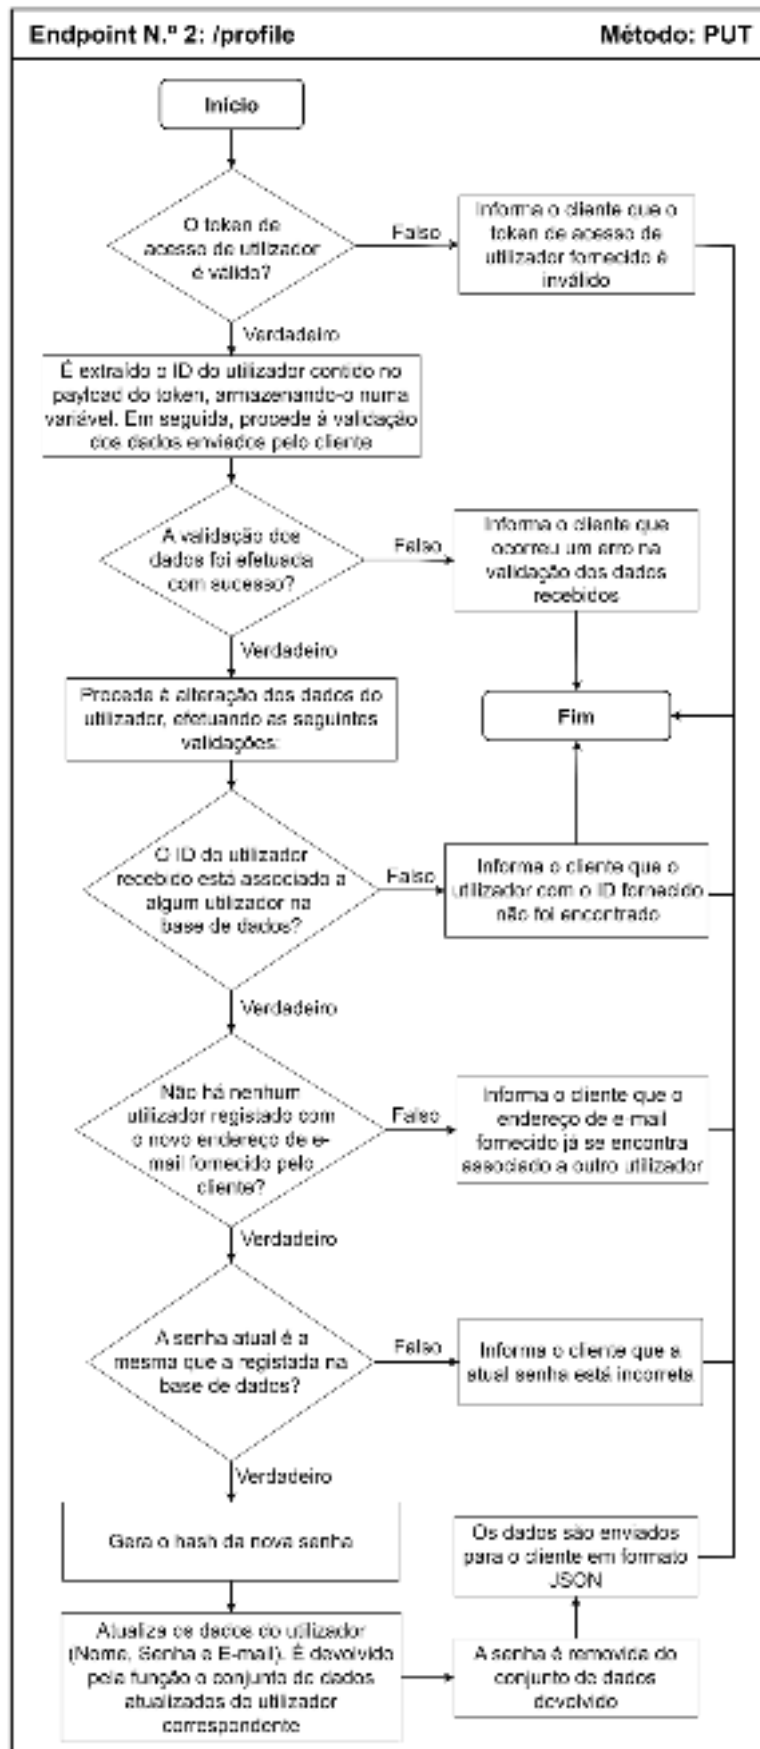 Endpoint N.º 2: /profile
Método: PUT
Início
O token de
acesso de utilizador
é válido?
Falso
Informa o cliente que o
token de acesso de
utilizador fornecido é
inválido
Verdadeiro
É extraído o ID do utilizador contido no
payload do token, armazenando-o numa
variável. Em seguida, procede à validação
dos dados enviados pelo cliente
A validação dos
dados foi efetuada
com sucesso?
Falso
Informa o cliente que
ocorreu um erro na
validação dos dados
recebidos
Verdadeiro
Procede à alteração dos dados do
utilizador, efetuando as seguintes
validações:
Fim
O ID do utilizador
recebido está associado a
algum utilizador na
base de dados?
Falso
Informa o cliente que o
utilizador com o ID fornecido
não foi encontrado
Verdadeiro
Não há nenhum
utilizador registado com
o novo endereço de e-
mail fornecido pelo
cliente?
Falso
Informa o cliente que o
endereço de e-mail
fornecido já se encontra
associado a outro utilizador
Verdadeiro
A senha atual é a
mesma que a registada na
base de dados?
Falso
Informa o cliente que a
atual senha está incorreta
Verdadeiro
Gera o hash da nova senha
Os dados são enviados
para o cliente em formato
JSON
Atualiza os dados do utilizador
(Nome, Senha e E-mail). É devolvido
pela função o conjunto de dados
atualizados do utilizador
correspondente
A senha é removida do
conjunto de dados
devolvido